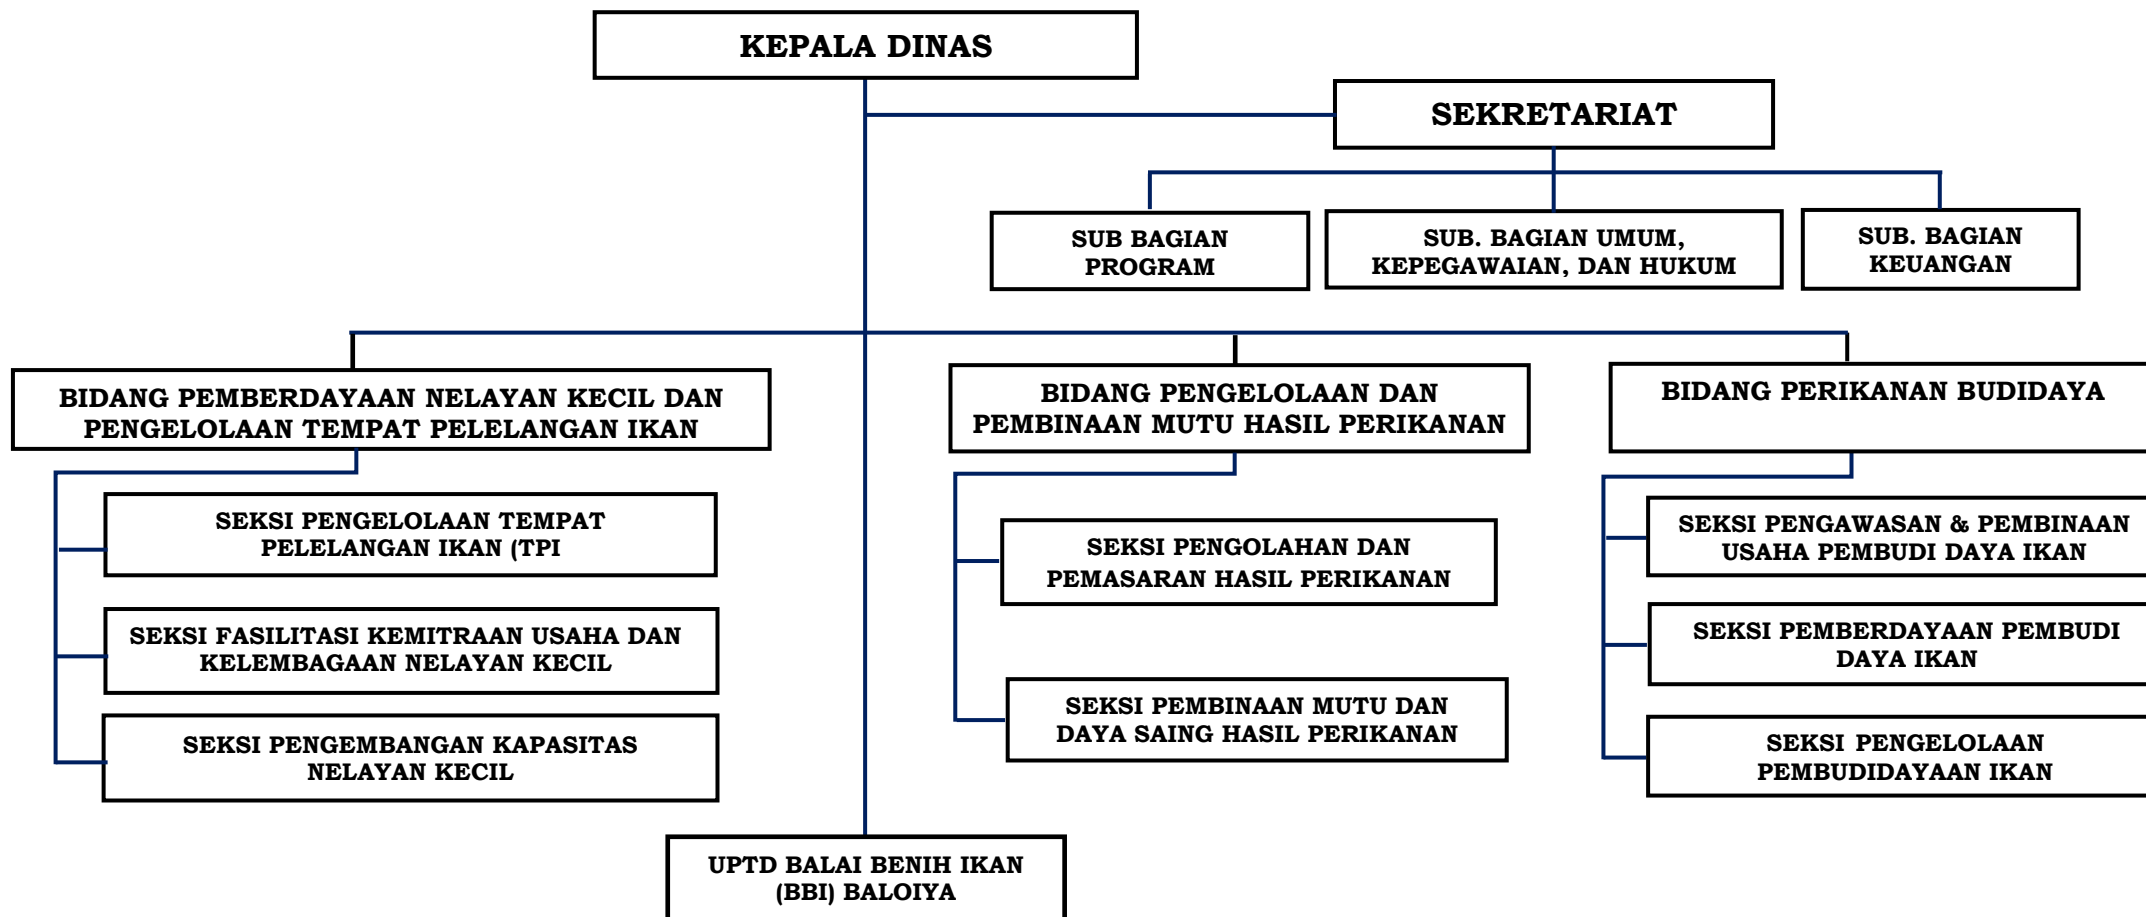 KEPALA DINAS
SEKRETARIAT
SUB BAGIAN
PROGRAM
SUB. BAGIAN UMUM,
KEPEGAWAIAN, DAN HUKUM
SUB. BAGIAN
KEUANGAN
BIDANG PEMBERDAYAAN NELAYAN KECIL DAN
PENGELOLAAN TEMPAT PELELANGAN IKAN
BIDANG PENGELOLAAN DAN
PEMBINAAN MUTU HASIL PERIKANAN
BIDANG PERIKANAN BUDIDAYA
SEKSI PENGELOLAAN TEMPAT
PELELANGAN IKAN (TPI
SEKSI FASILITASI KEMITRAAN USAHA DAN
KELEMBAGAAN NELAYAN KECIL
SEKSI PENGEMBANGAN KAPASITAS
NELAYAN KECIL
SEKSI PENGOLAHAN DAN
PEMASARAN HASIL PERIKANAN
SEKSI PEMBINAAN MUTU DAN
DAYA SAING HASIL PERIKANAN
SEKSI PENGAWASAN & PEMBINAAN
USAHA PEMBUDI DAYA IKAN
SEKSI PEMBERDAYAAN PEMBUDI
DAYA IKAN
SEKSI PENGELOLAAN
PEMBUDIDAYAAN IKAN
UPTD BALAI BENIH IKAN
(BBI) BALOIYA